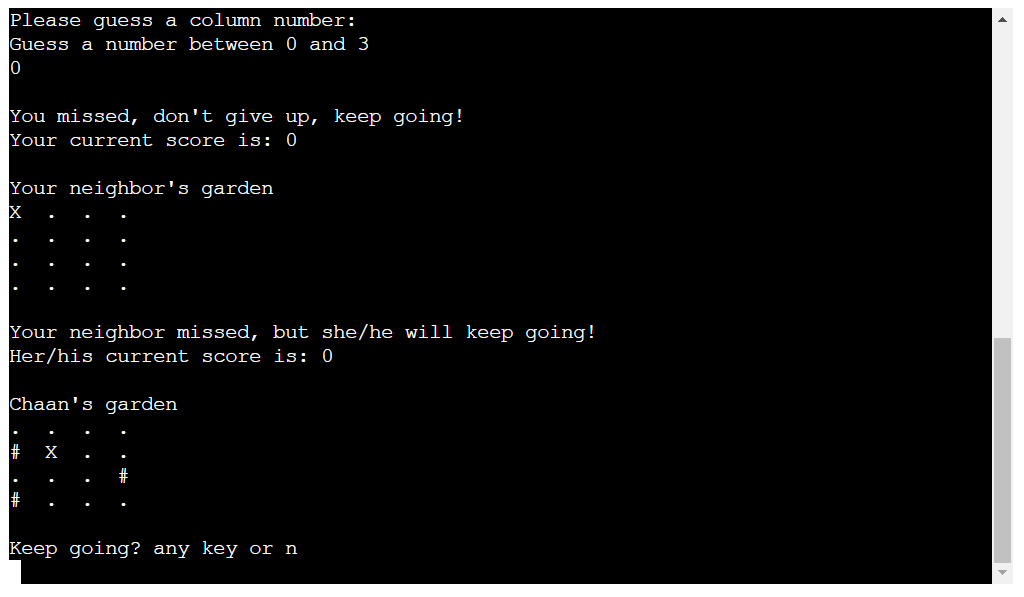 Please guess a column number:
Guess a number between 0 and 3
0
You missed, don't give up, keep going!
Your current score is: 0
Your neighbor's garden
X . . .
. . . .
. . . .
. . . .
Your neighbor missed, but she/he will keep going!
Her/his current score is: 0
Chaan's garden
. . . .
# X . .
. . . #
# . . .
Keep going? any key or n